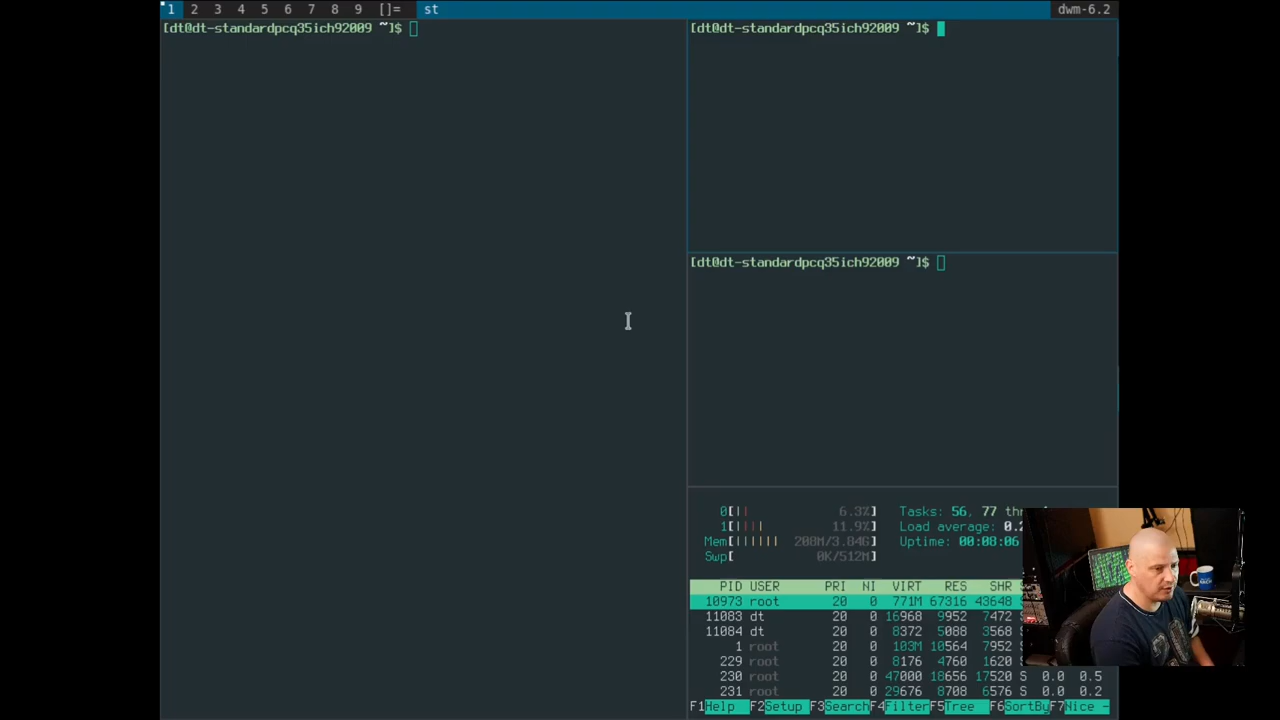 1 2 3 4 5 6 7 8 9 []= st dwm-6.2
[dt@dt-standardpcq35ich92009 ~]$
[dt@dt-standardpcq35ich92009 ~]$
[dt@dt-standardpcq35ich92009 ~]$
0[|| 6.3%] Tasks: 56, 77
1[|||| 11.9%] Load average:
Mem[|||||| 208M/3.84G] Uptime: 00:08:06
Swp[ 0K/512M]
PID USER PRI NI VIRT RES SHR S
10973 root 20 0 771M 67316 43648 S
11083 dt 20 0 16968 9952 7472 S
11084 dt 20 0 8372 5088 3568 S
1 root 20 0 103M 10564 7952 S
229 root 20 0 8176 4760 1620 S
230 root 20 0 47000 18656 17520 S 0.0 0.5
231 root 20 0 29676 8708 6576 S 0.0 0.2
F1Help F2Setup F3Search F4Filter F5Tree F6SortBy F7Nice -